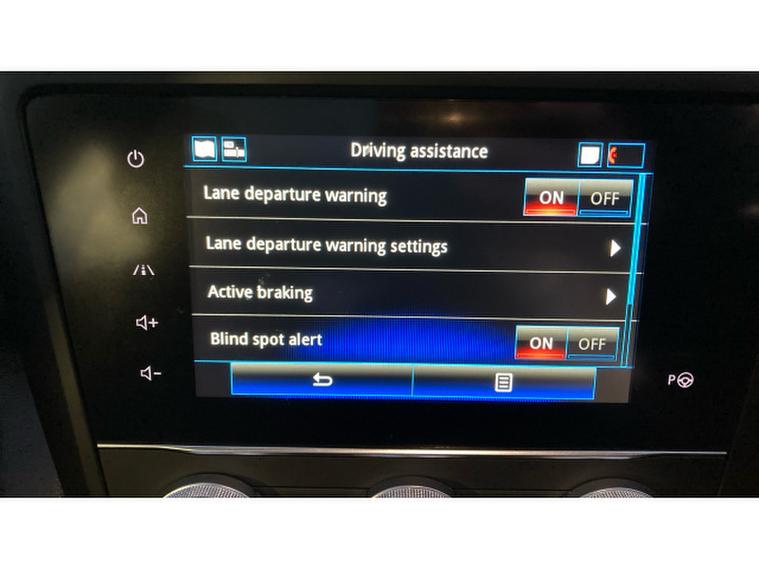 Driving assistance
Lane departure warning ON OFF
Lane departure warning settings
Active braking
Blind spot alert ON OFF
P